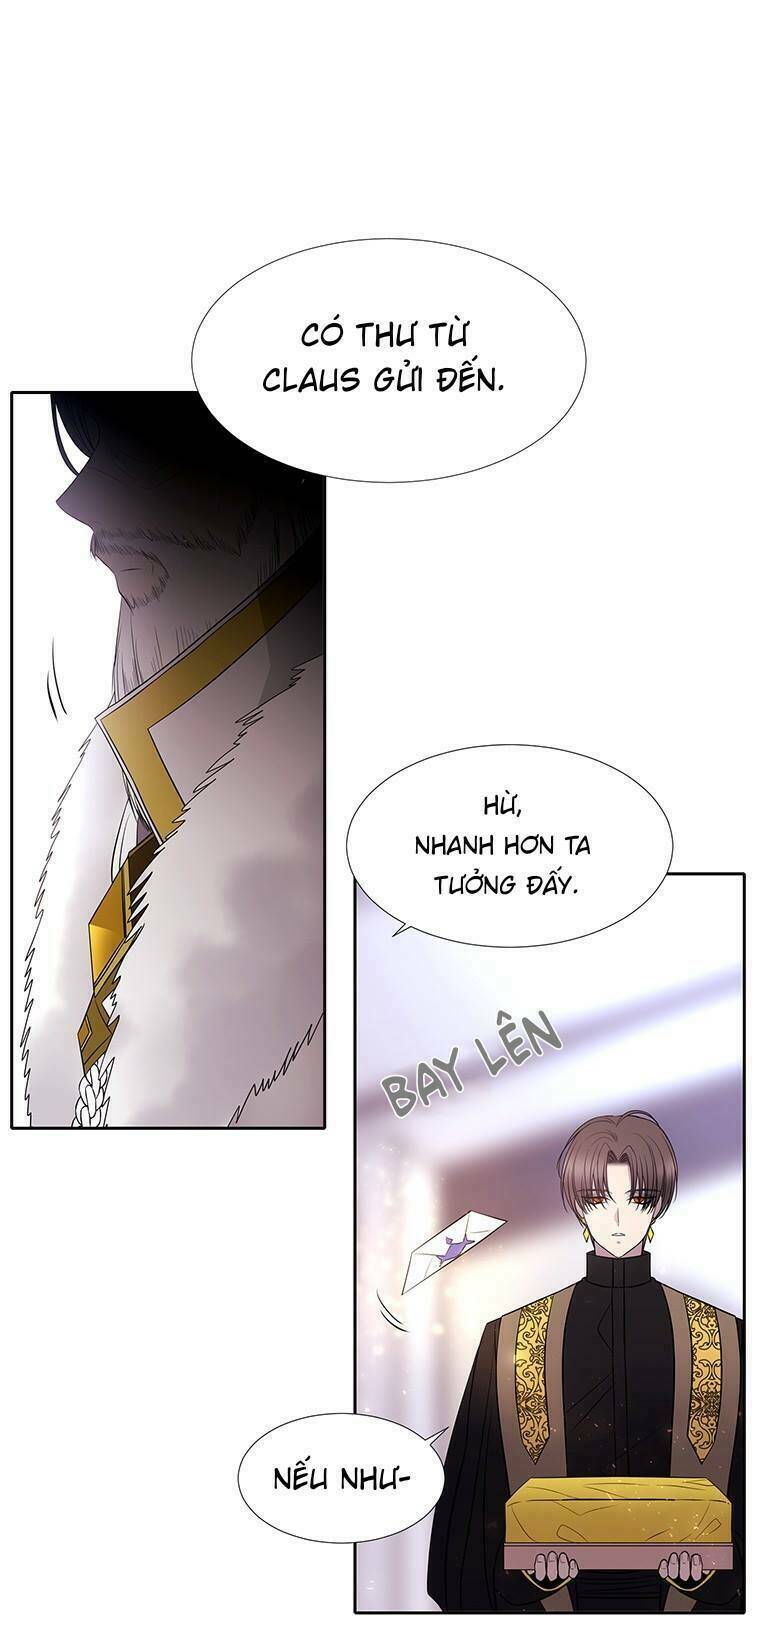 CÓ THƯ TỪ
CLAUS GỬI ĐẾN.
HỪ,
NHANH HƠN TA
TƯỞNG ĐẤY.
BAY LÊN
NẾU NHƯ-